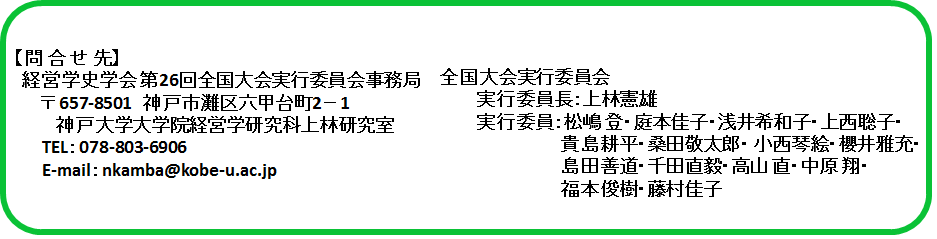 【問合せ先】
経営学史学会第26回全国大会実行委員会事務局
〒657-8501 神戸市灘区六甲台町2－1
神戸大学大学院経営学研究科上林研究室
TEL: 078-803-6906
E-mail: nkamba@kobe-u.ac.jp
全国大会実行委員会
実行委員長：上林憲雄
実行委員：松嶋登・庭本佳子・浅井希和子・上西聡子・
貴島耕平・桑田敬太郎・小西琴絵・櫻井雅充・
島田善道・千田直毅・高山直・中原翔・
福本俊樹・藤村佳子